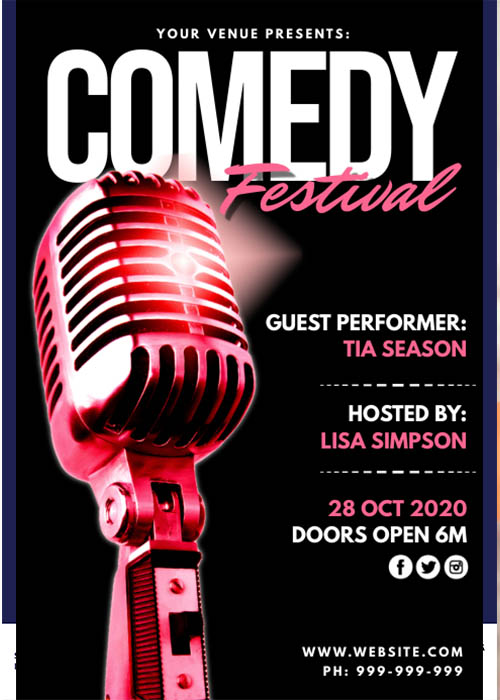 YOUR VENUE PRESENTS:
COMEDY
Festival
GUEST PERFORMER:
TIA SEASON
HOSTED BY:
LISA SIMPSON
28 OCT 2020
DOORS OPEN 6M
WWW.WEBSITE.COM
PH: 999-999-999